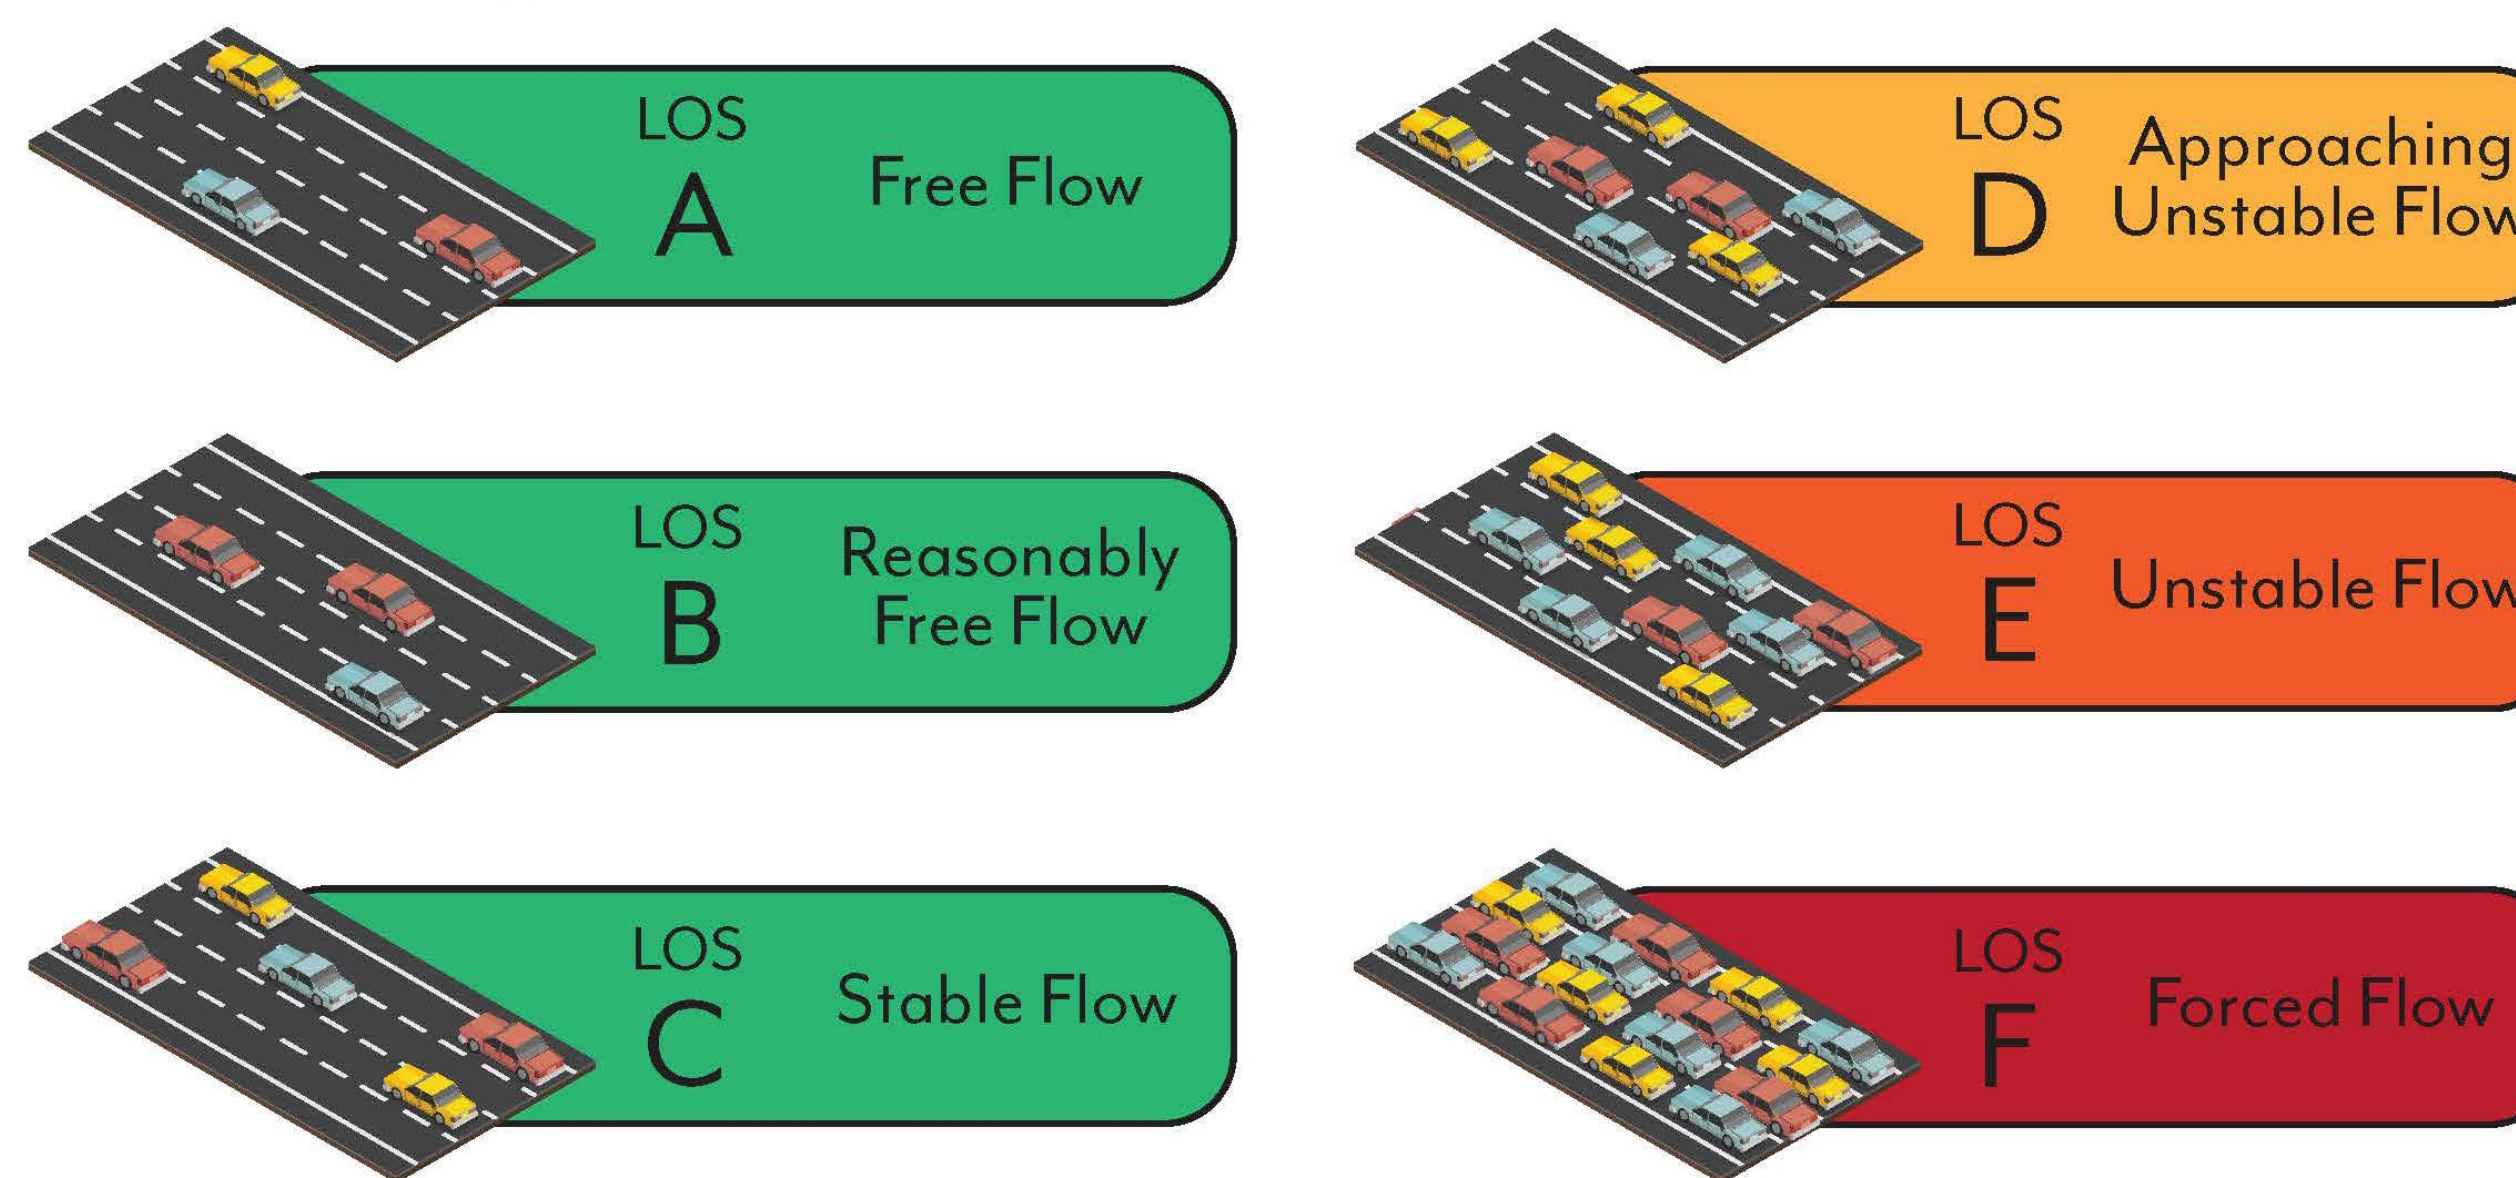 LOS
A
Free Flow
LOS
B
Reasonably
Free Flow
LOS
C
Stable Flow
LOS
D
Approaching
Unstable Flow
LOS
E
Unstable Flow
LOS
F
Forced Flow